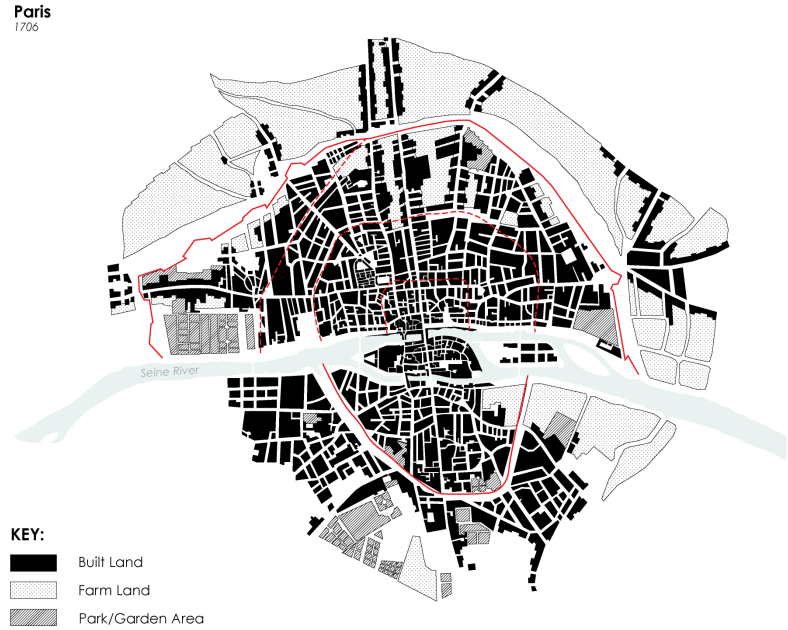 Paris
1706
Seine River
KEY:
Built Land
Farm Land
Park/Garden Area